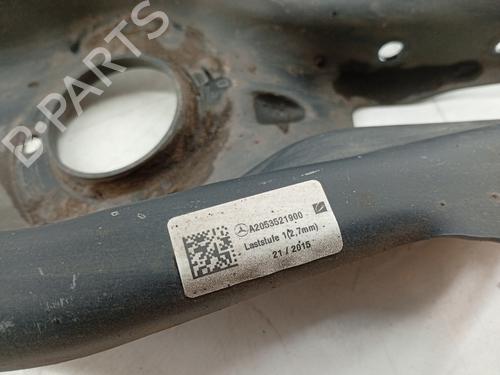 B-PARTS
A2053521900
Laststufe 1(2,7mm)
21 / 2015